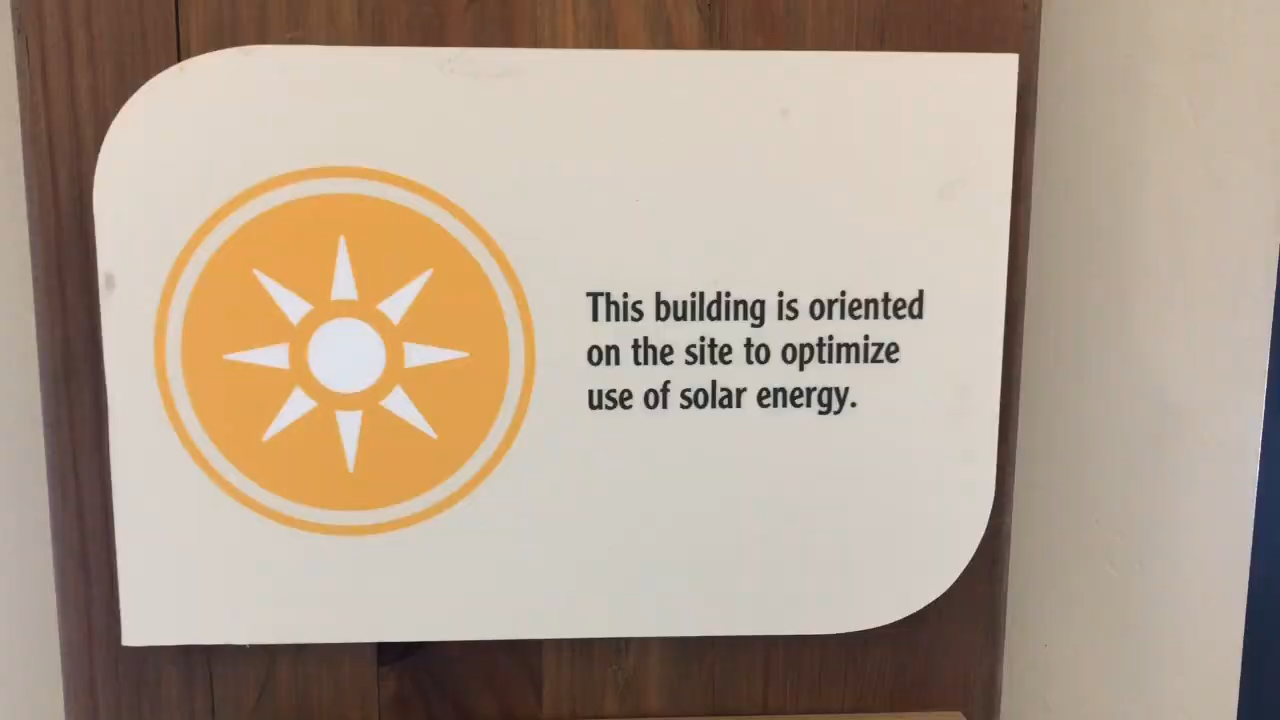 This building is oriented
on the site to optimize
use of solar energy.